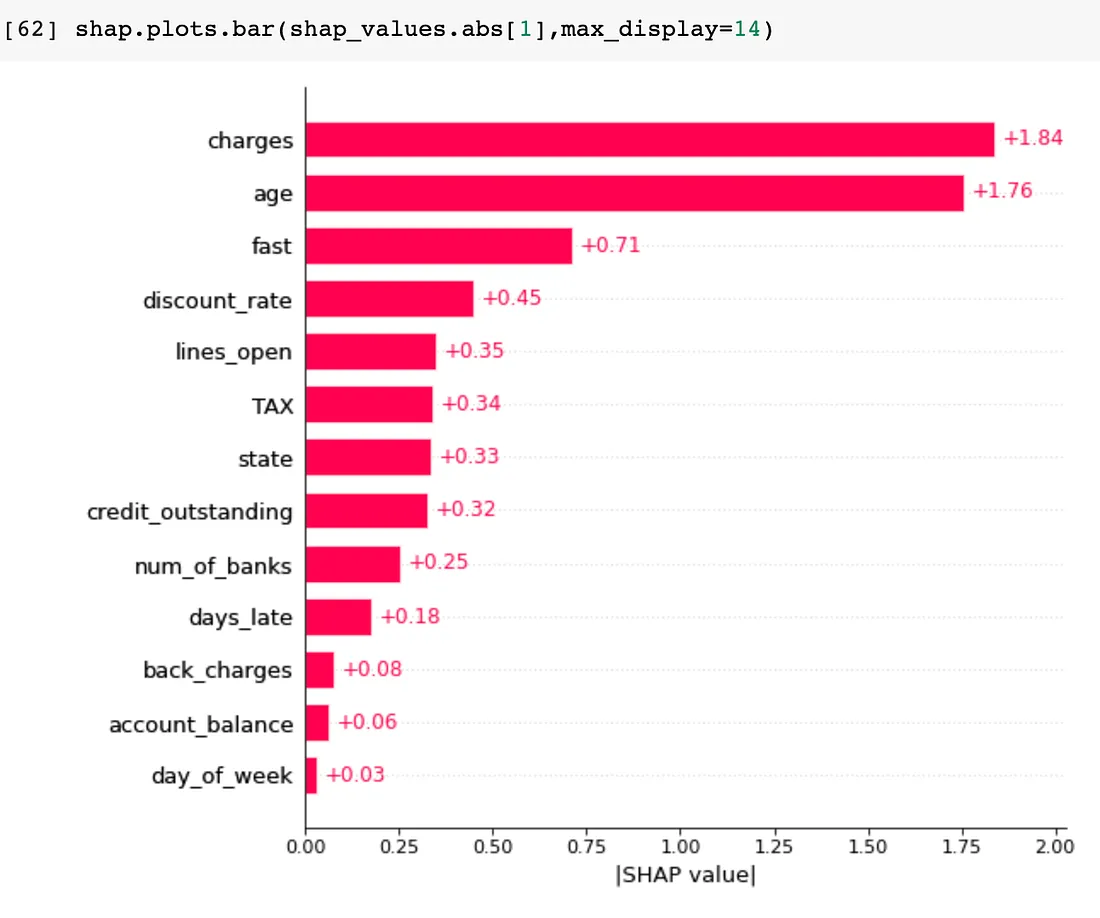 [62] shap.plots.bar(shap_values.abs[1],max_display=14)
charges +1.84
age +1.76
fast +0.71
discount_rate +0.45
lines_open +0.35
TAX +0.34
state +0.33
credit_outstanding +0.32
num_of_banks +0.25
days_late +0.18
back_charges +0.08
account_balance +0.06
day_of_week +0.03
0.00 0.25 0.50 0.75 1.00 1.25 1.50 1.75 2.00
|SHAP value|